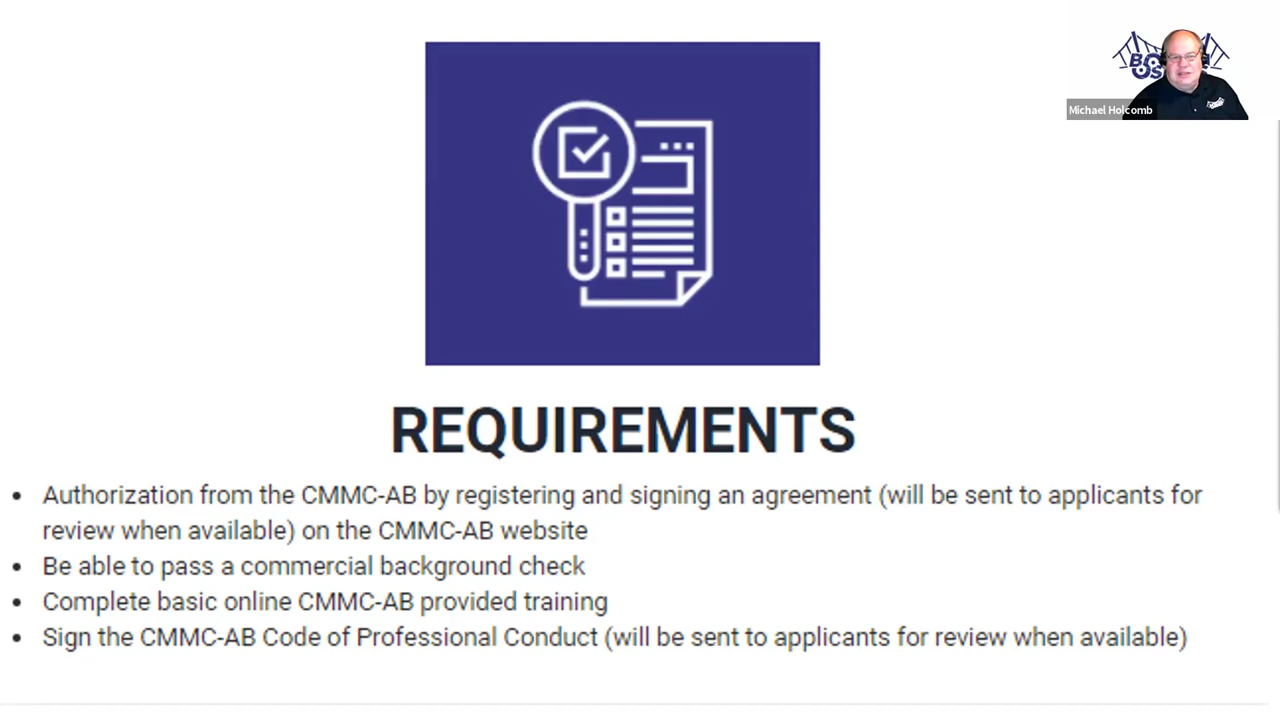 Michael Holcomb
REQUIREMENTS
• Authorization from the CMMC-AB by registering and signing an agreement (will be sent to applicants for
review when available) on the CMMC-AB website
• Be able to pass a commercial background check
• Complete basic online CMMC-AB provided training
• Sign the CMMC-AB Code of Professional Conduct (will be sent to applicants for review when available)